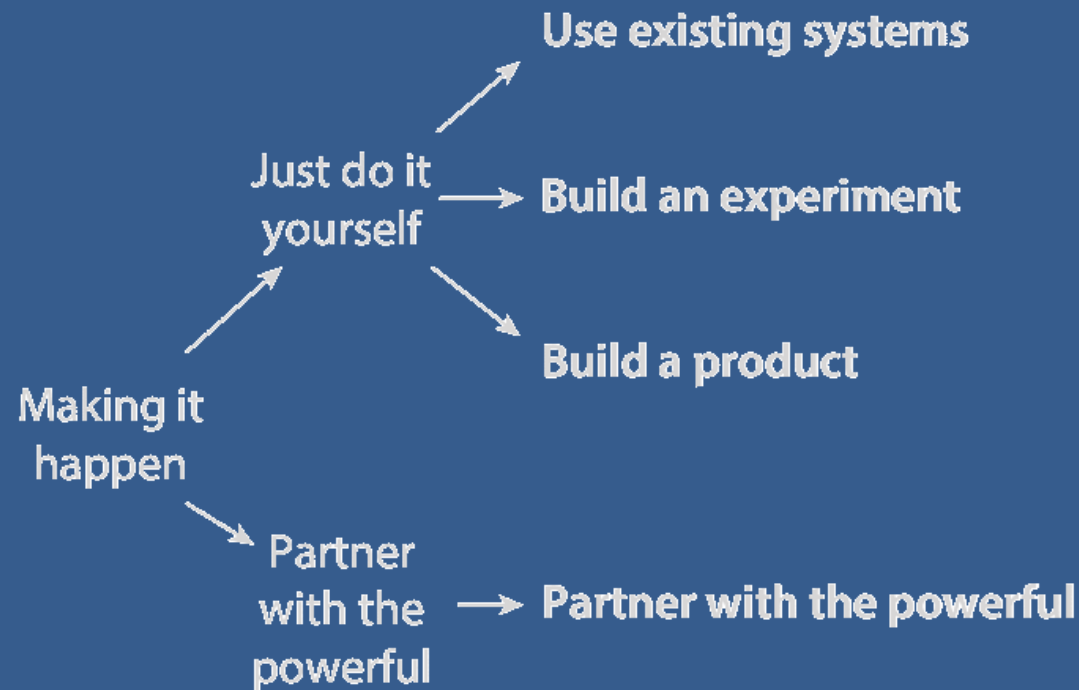 Use existing systems
Just do it
yourself
Build an experiment
Build a product
Making it
happen
Partner
with the
powerful
Partner with the powerful